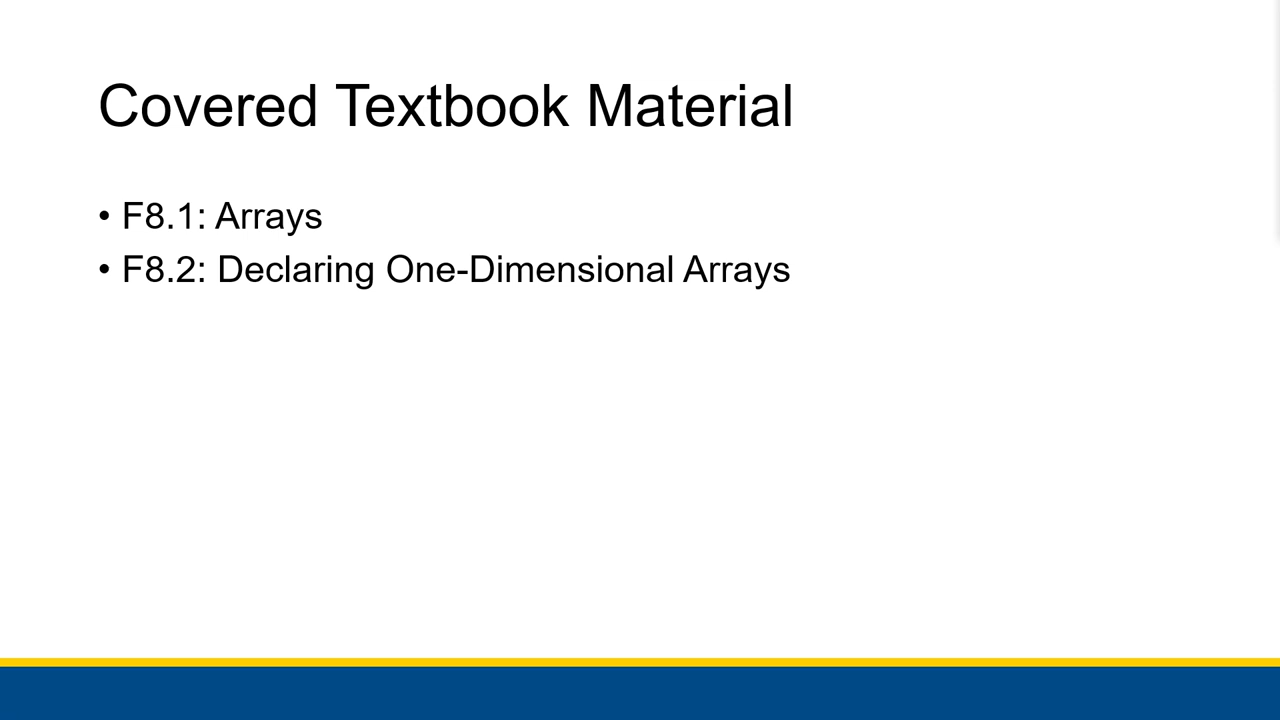 Covered Textbook Material
• F8.1: Arrays
• F8.2: Declaring One-Dimensional Arrays